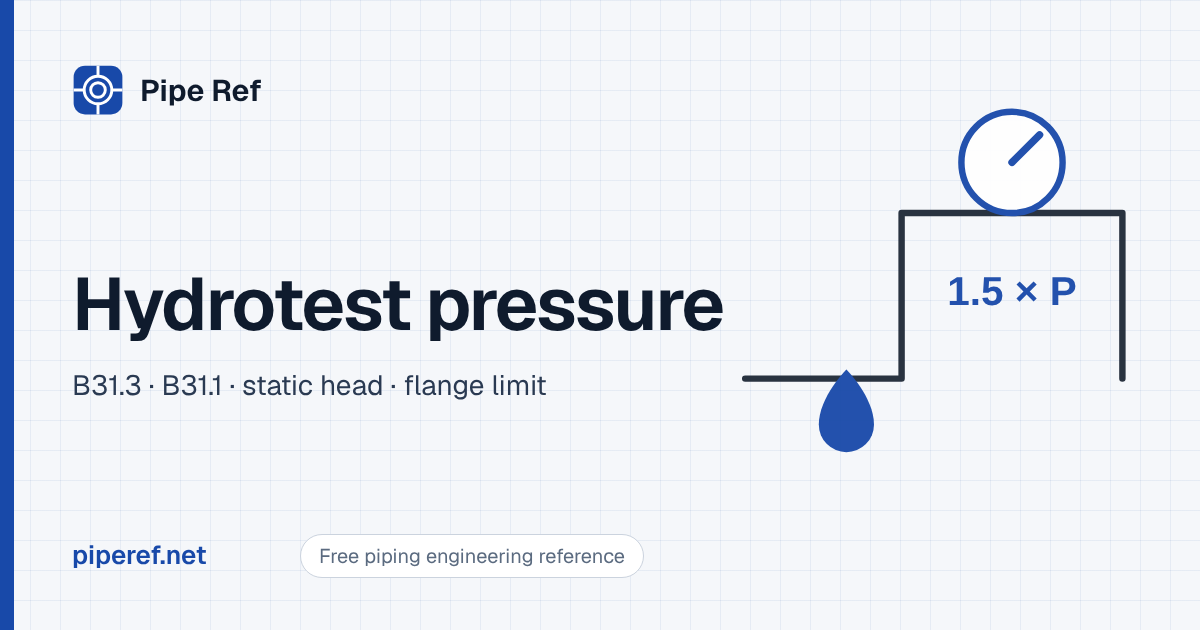 Pipe Ref
1.5 × P
Hydrotest pressure
B31.3 · B31.1 · static head · flange limit
piperef.net
Free piping engineering reference